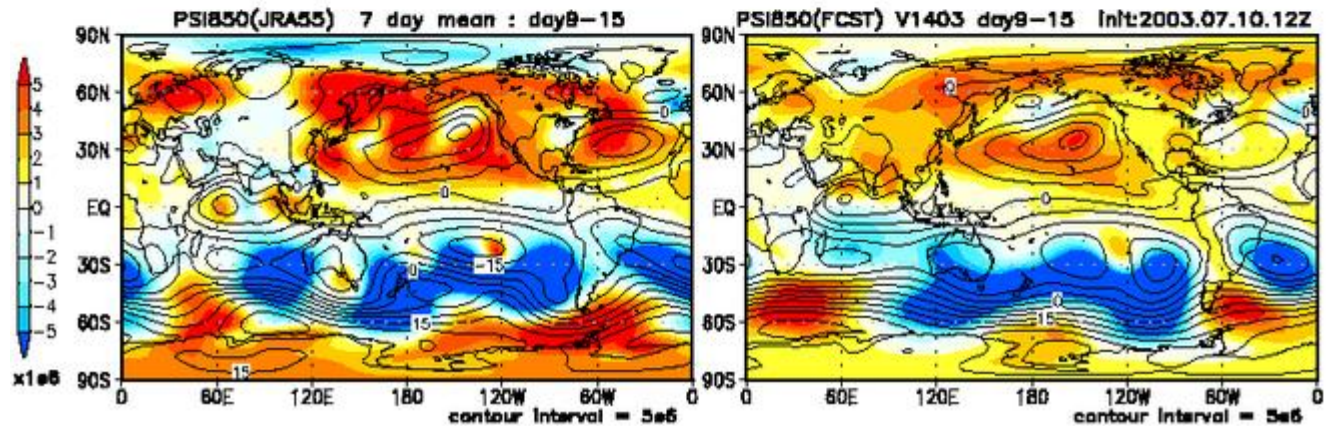 PSI850(JRA55) 7 day mean : day9-15
PSI850(FCST) V1403 day9-15 init:2003.07.10.12Z
90N 90N
5 60N 60N 0
4
3 30N 30N
2
1 0 0
0 EQ EQ
-1 0 0
-2
-3 30S -15 30S
-4 0 0
-5 60S 15 60S 15
x1e6 15
90S 90S
0 60E 120E 180 120W 60W 0 0 60E 120E 180 120W 60W 0
contour interval = 5e6 contour interval = 5e6